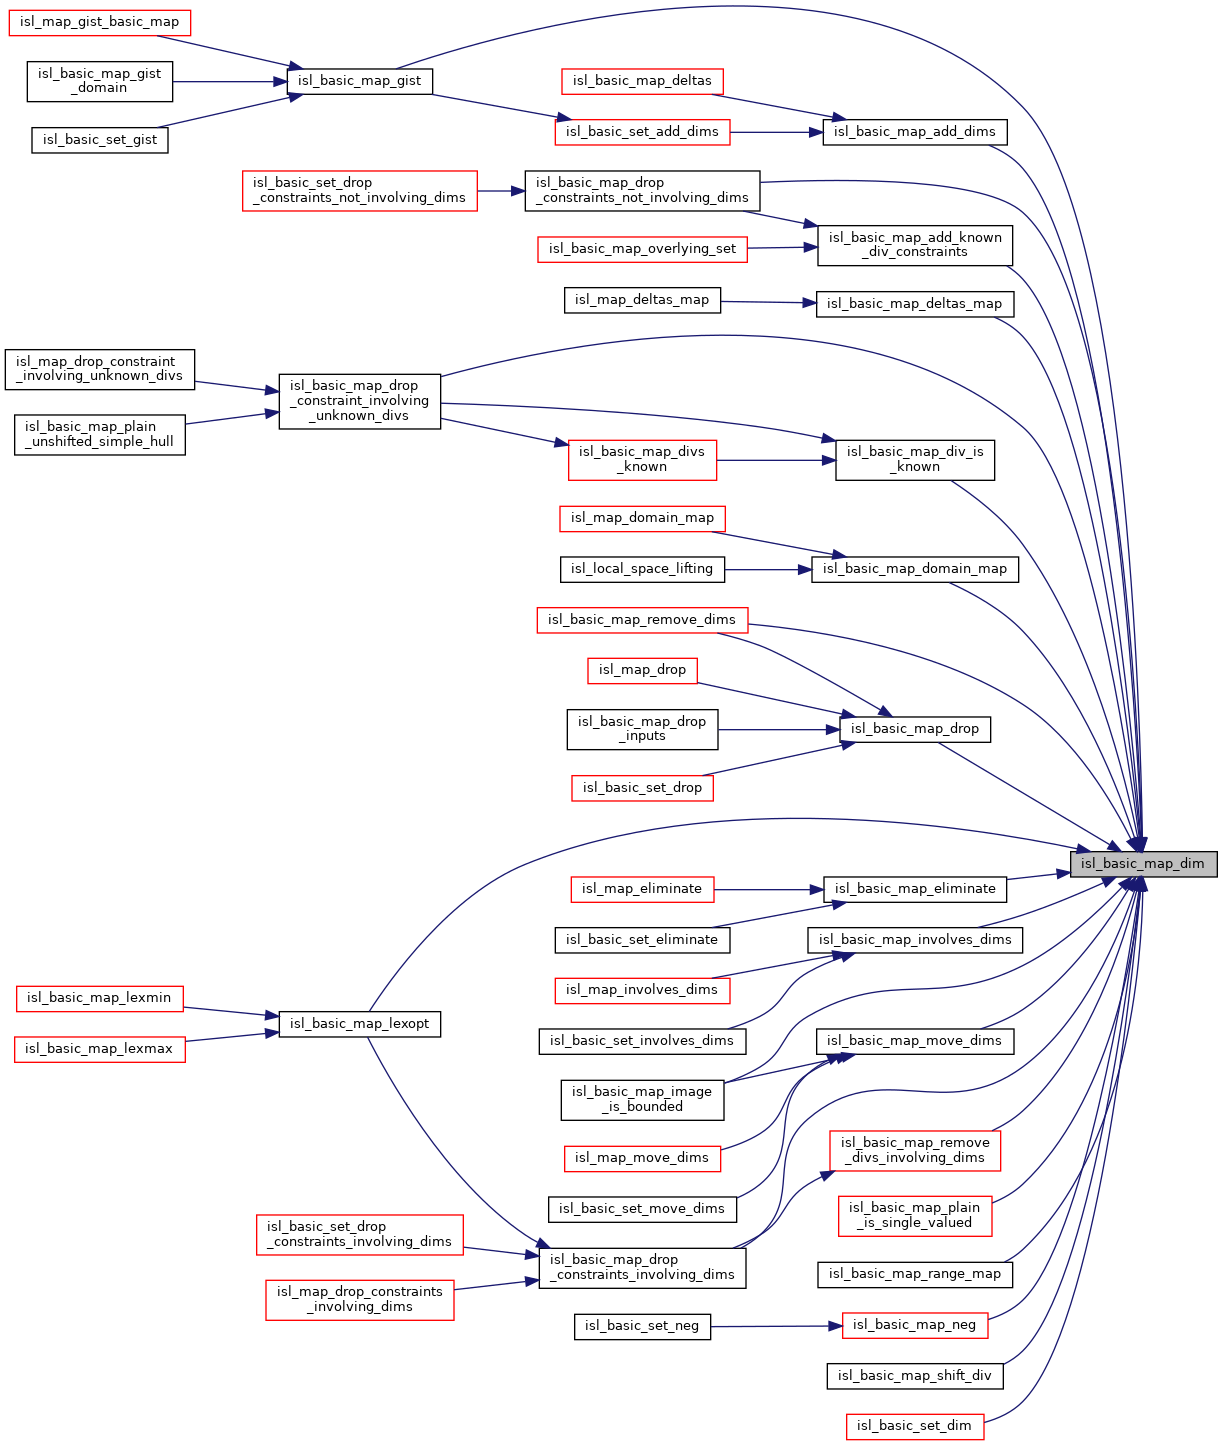 isl_map_gist_basic_map
isl_basic_map_gist
_domain
isl_basic_set_gist
isl_basic_map_gist
isl_basic_map_deltas
isl_basic_set_add_dims
isl_basic_map_add_dims
isl_basic_set_drop
_constraints_not_involving_dims
isl_basic_map_drop
_constraints_not_involving_dims
isl_basic_map_overlying_set
isl_basic_map_add_known
_div_constraints
isl_map_deltas_map
isl_basic_map_deltas_map
isl_map_drop_constraint
_involving_unknown_divs
isl_basic_map_plain
_unshifted_simple_hull
isl_basic_map_drop
_constraint_involving
_unknown_divs
isl_basic_map_divs
_known
isl_basic_map_div_is
_known
isl_map_domain_map
isl_local_space_lifting
isl_basic_map_domain_map
isl_basic_map_remove_dims
isl_map_drop
isl_basic_map_drop
_inputs
isl_basic_set_drop
isl_basic_map_drop
isl_basic_map_dim
isl_map_eliminate
isl_basic_map_eliminate
isl_basic_set_eliminate
isl_basic_map_involves_dims
isl_map_involves_dims
isl_basic_set_involves_dims
isl_basic_map_lexmin
isl_basic_map_lexmax
isl_basic_map_lexopt
isl_basic_map_move_dims
isl_basic_map_image
_is_bounded
isl_map_move_dims
isl_basic_set_move_dims
isl_basic_map_remove
_divs_involving_dims
isl_basic_map_plain
_is_single_valued
isl_basic_set_drop
_constraints_involving_dims
isl_map_drop_constraints
_involving_dims
isl_basic_map_drop
_constraints_involving_dims
isl_basic_map_range_map
isl_basic_set_neg
isl_basic_map_neg
isl_basic_map_shift_div
isl_basic_set_dim